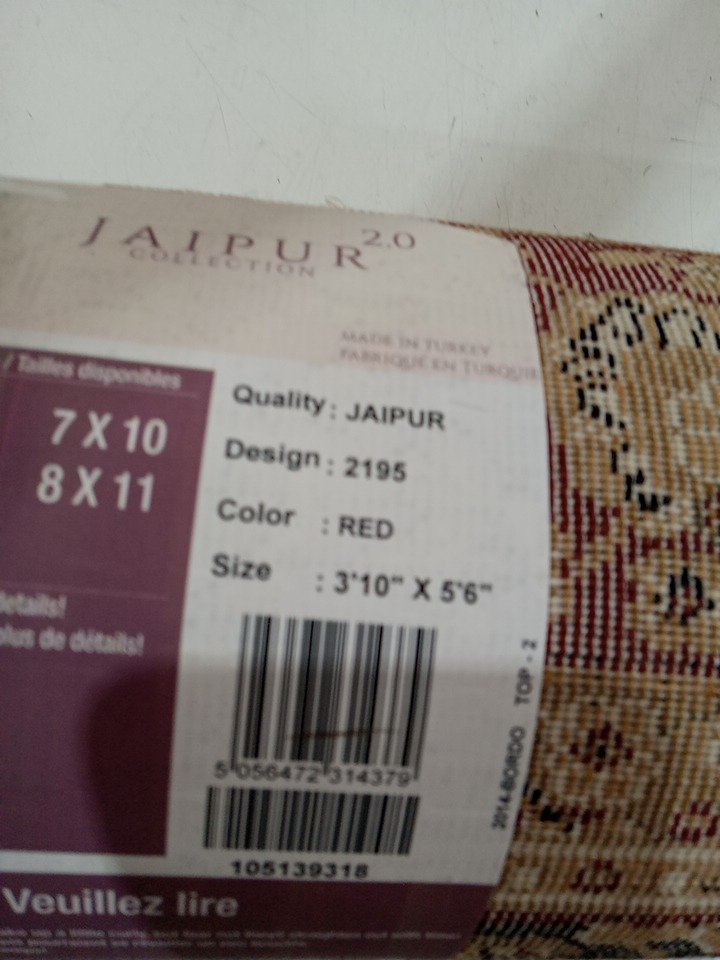 JAIPUR 2.0
COLLECTION
MADE IN TURKEY
FABRIQUÉ EN TURQUIE
/ Tailles disponibles
7 X 10
8 X 11
details!
plus de détails!
Quality : JAIPUR
Design : 2195
Color : RED
Size : 3'10" X 5'6"
5 056472 314379
105139318
2014-BORDO TOP - 2
Veuillez lire